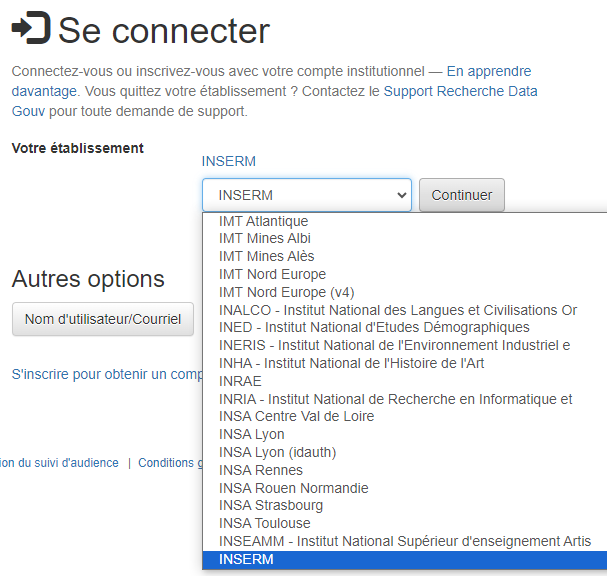 Se connecter
Connectez-vous ou inscrivez-vous avec votre compte institutionnel — En apprendre
davantage. Vous quittez votre établissement ? Contactez le Support Recherche Data
Gouv pour toute demande de support.
Votre établissement
INSERM
INSERM
Continuer
IMT Atlantique
IMT Mines Albi
IMT Mines Alès
IMT Nord Europe
IMT Nord Europe (v4)
INALCO - Institut National des Langues et Civilisations Or
INED - Institut National d'Etudes Démographiques
INERIS - Institut National de l'Environnement Industriel e
INHA - Institut National de l'Histoire de l'Art
INRAE
INRIA - Institut National de Recherche en Informatique et
INSA Centre Val de Loire
INSA Lyon
INSA Lyon (idauth)
INSA Rennes
INSA Rouen Normandie
INSA Strasbourg
INSA Toulouse
INSEAMM - Institut National Supérieur d'enseignement Artis
INSERM
Autres options
Nom d'utilisateur/Courriel
S'inscrire pour obtenir un comp
ion du suivi d'audience | Conditions g